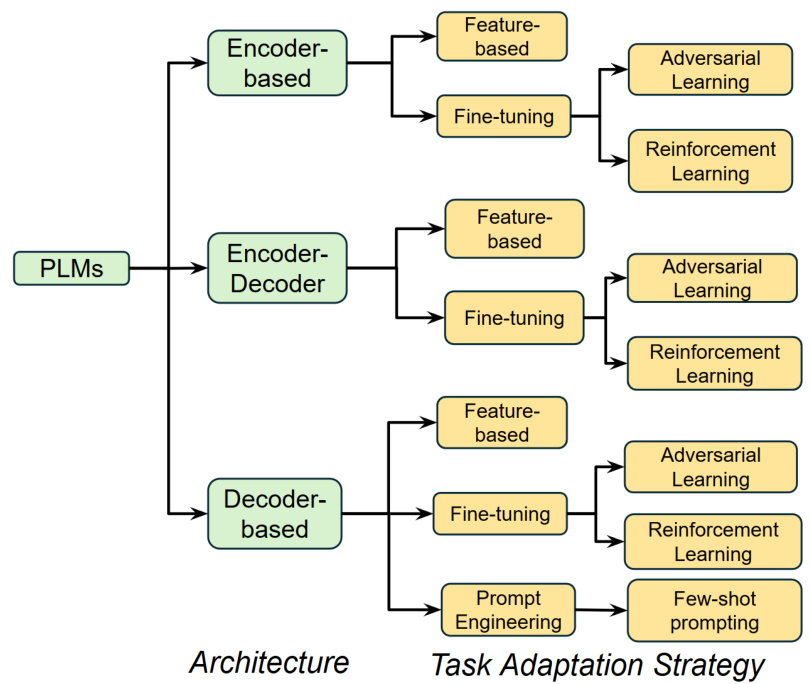 PLMs
Encoder-
based
Feature-
based
Fine-tuning
Adversarial
Learning
Reinforcement
Learning
Encoder-
Decoder
Feature-
based
Fine-tuning
Adversarial
Learning
Reinforcement
Learning
Decoder-
based
Feature-
based
Fine-tuning
Adversarial
Learning
Reinforcement
Learning
Prompt
Engineering
Few-shot
prompting
Architecture
Task Adaptation Strategy